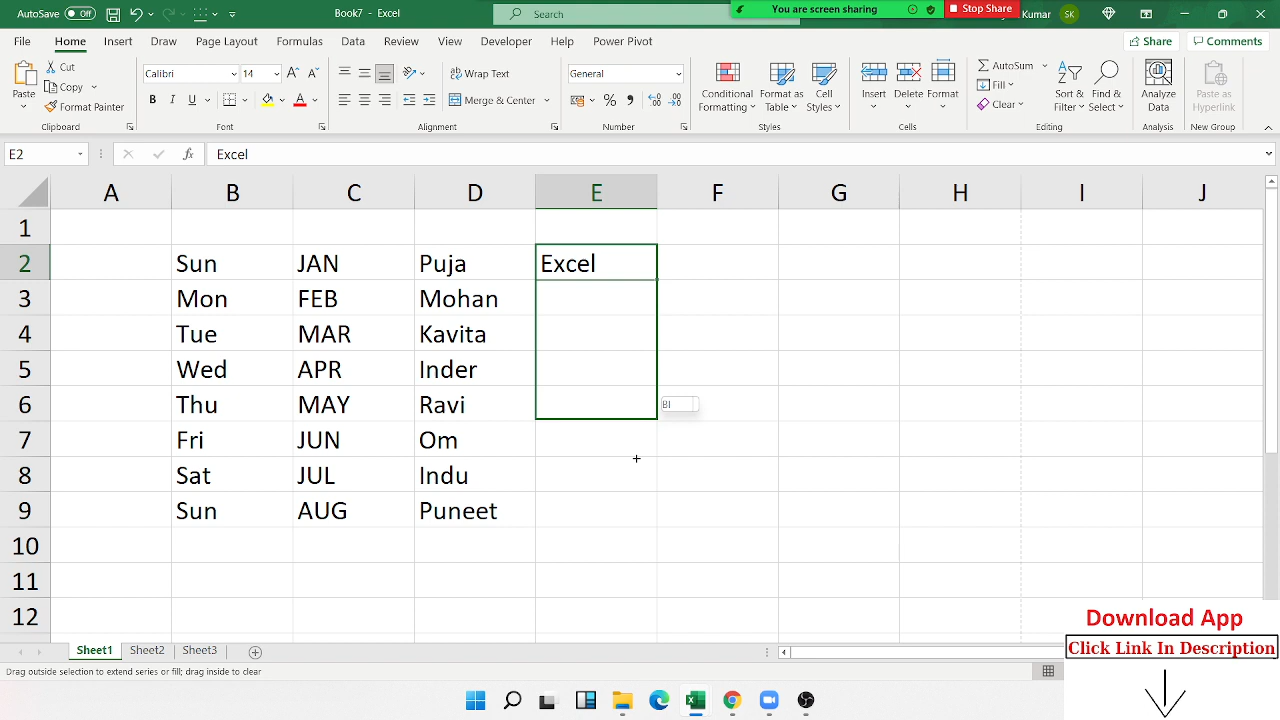 AutoSave Off
Book7 - Excel
Search
You are screen sharing
Stop Share
Kumar SK
File Home Insert Draw Page Layout Formulas Data Review View Developer Help Power Pivot Share Comments
Paste
Cut
Copy
Format Painter
Clipboard
Calibri 14
B I U
Font
Wrap Text
Merge & Center
Alignment
General
Number
Conditional Formatting
Format as Table
Cell Styles
Styles
Insert Delete Format
Cells
AutoSum
Fill
Clear
Sort & Filter
Find & Select
Editing
Analyze Data
Analysis
Paste as Hyperlink
New Group
E2 fx Excel
A B C D E F G H I J
1
2 Sun JAN Puja Excel
3 Mon FEB Mohan
4 Tue MAR Kavita
5 Wed APR Inder
6 Thu MAY Ravi BI
7 Fri JUN Om
8 Sat JUL Indu
9 Sun AUG Puneet
10
11
12
Download App
Click Link In Description
Sheet1 Sheet2 Sheet3
Drag outside selection to extend series or fill; drag inside to clear